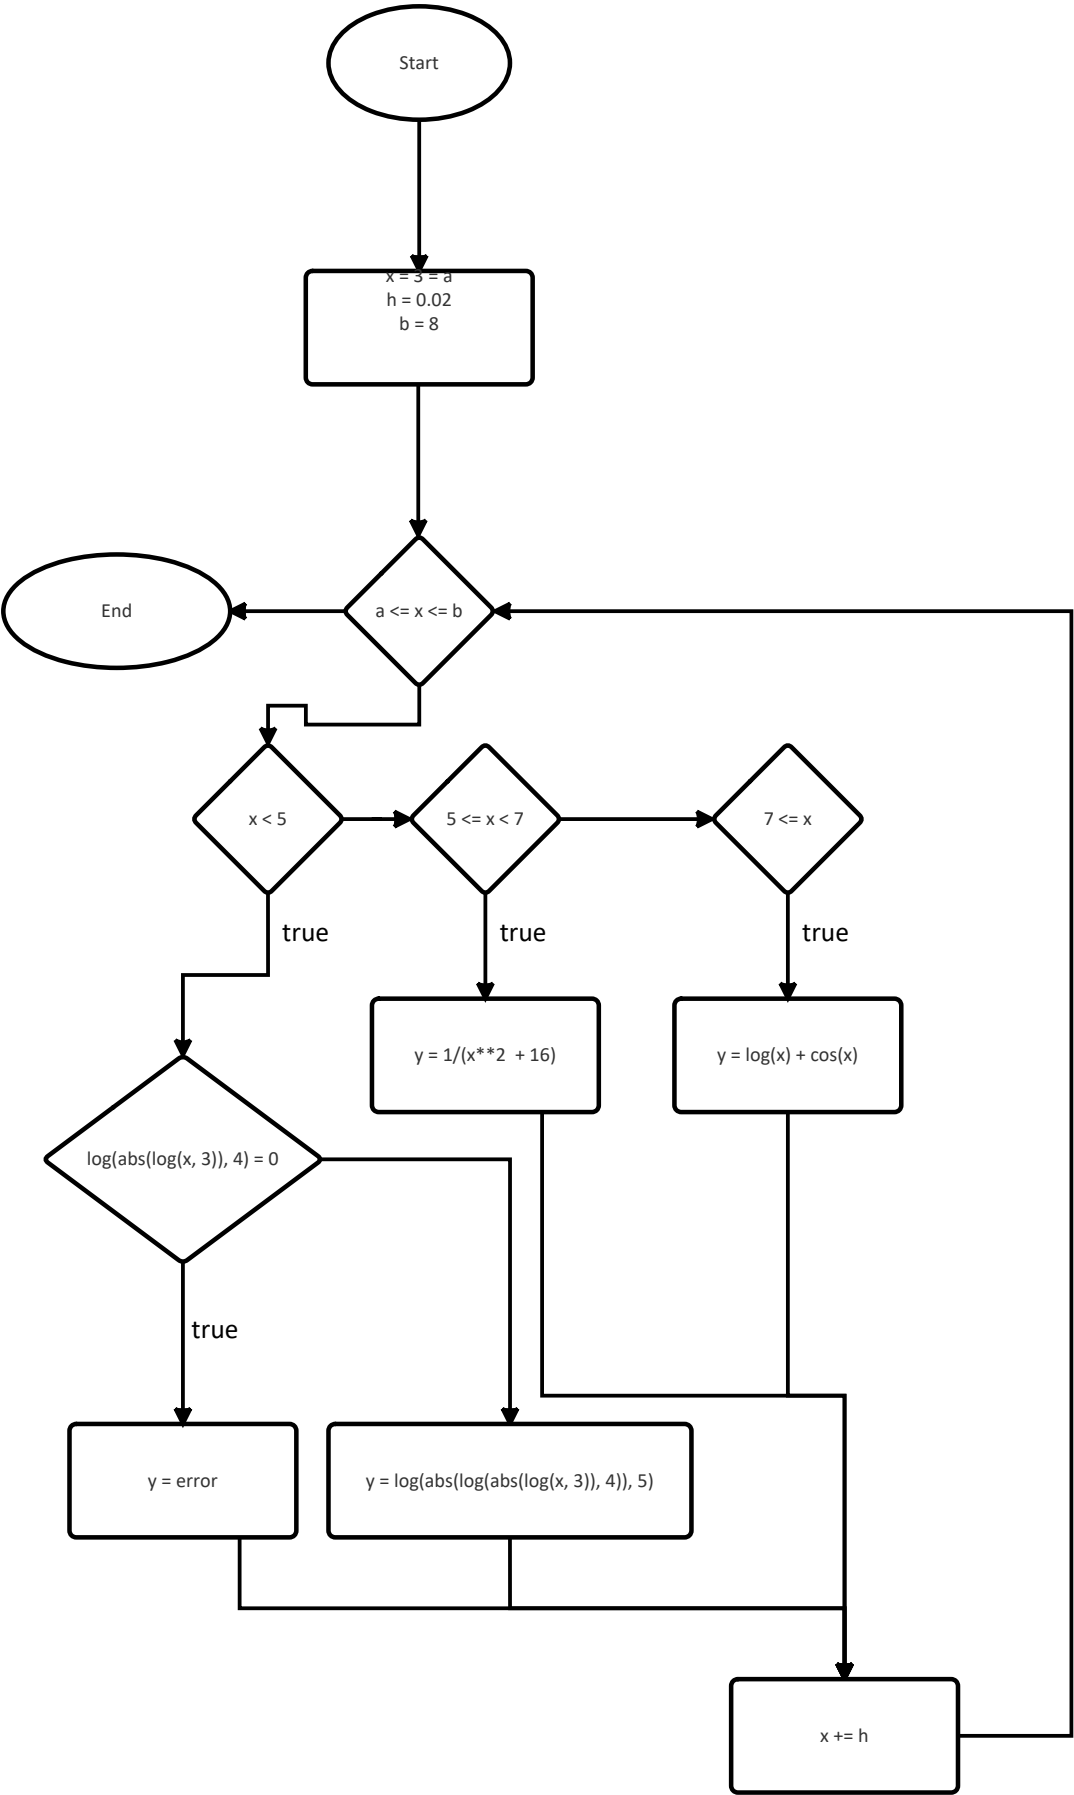 Start
x = 3 = a
h = 0.02
b = 8
a <= x <= b
End
x < 5
5 <= x < 7
7 <= x
true
true
true
y = 1/(x**2  + 16)
y = log(x) + cos(x)
log(abs(log(x, 3)), 4) = 0
true
y = error
y = log(abs(log(abs(log(x, 3)), 4)), 5)
x += h